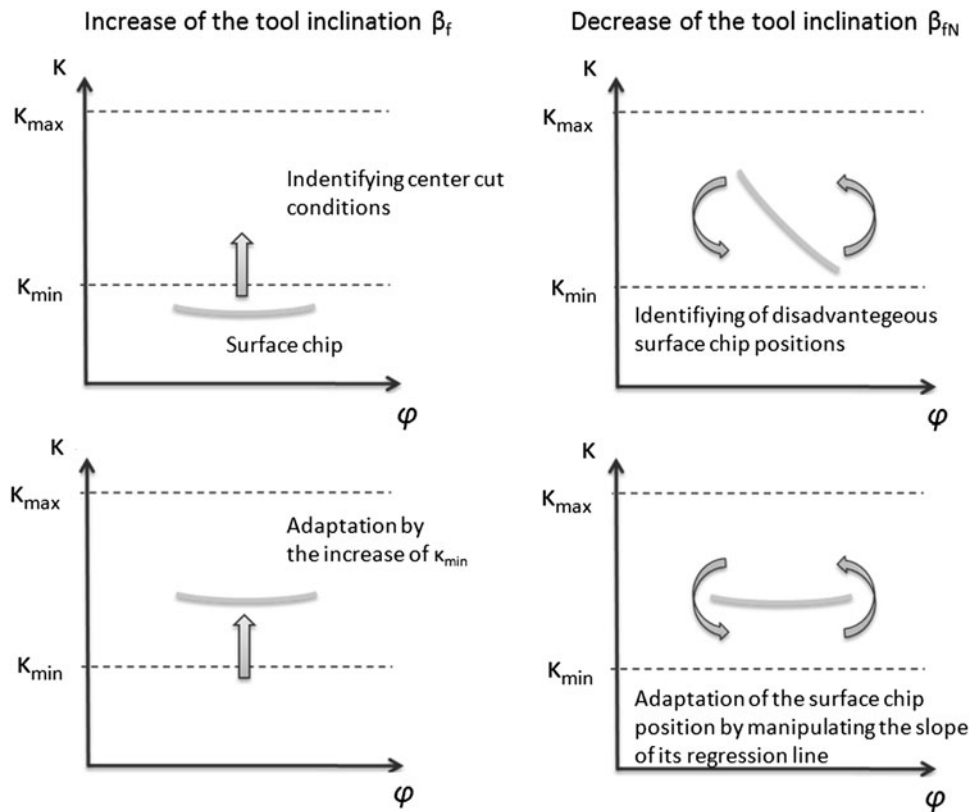 Increase of the tool inclination βf
Decrease of the tool inclination βfN
κ
κmax
Indentifying center cut
conditions
κmin
Surface chip
φ
κ
κmax
κmin
Identifiying of disadvantegeous
surface chip positions
φ
κ
κmax
Adaptation by
the increase of κmin
κmin
φ
κ
κmax
κmin
Adaptation of the surface chip
position by manipulating the slope
of its regression line
φ